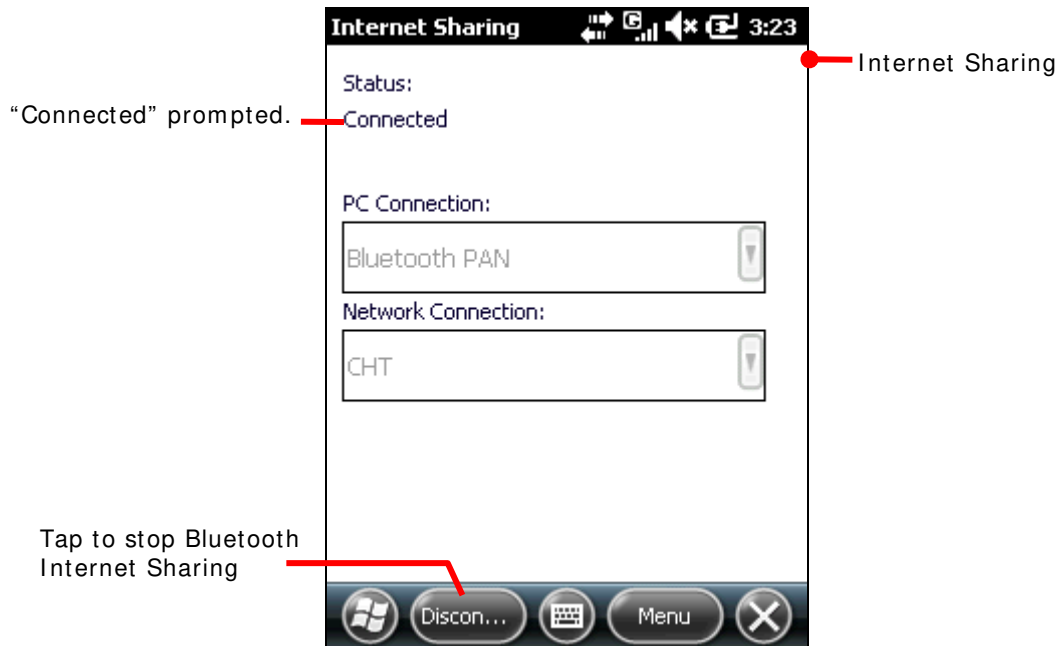 Internet Sharing 3:23
Internet Sharing
Status:
“Connected” prompted.
Connected
PC Connection:
Bluetooth PAN
Network Connection:
CHT
Tap to stop Bluetooth
Internet Sharing
Discon... Menu